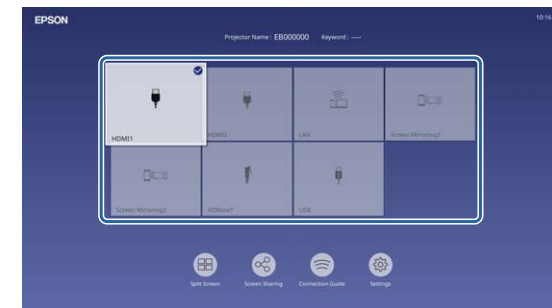 EPSON
10:16
Projector Name : EB000000 Keyword : ----
HDMI1
HDMI2
LAN
Screen Mirroring1
Screen Mirroring2
HDBaseT
USB
Split Screen
Screen Sharing
Connection Guide
Settings